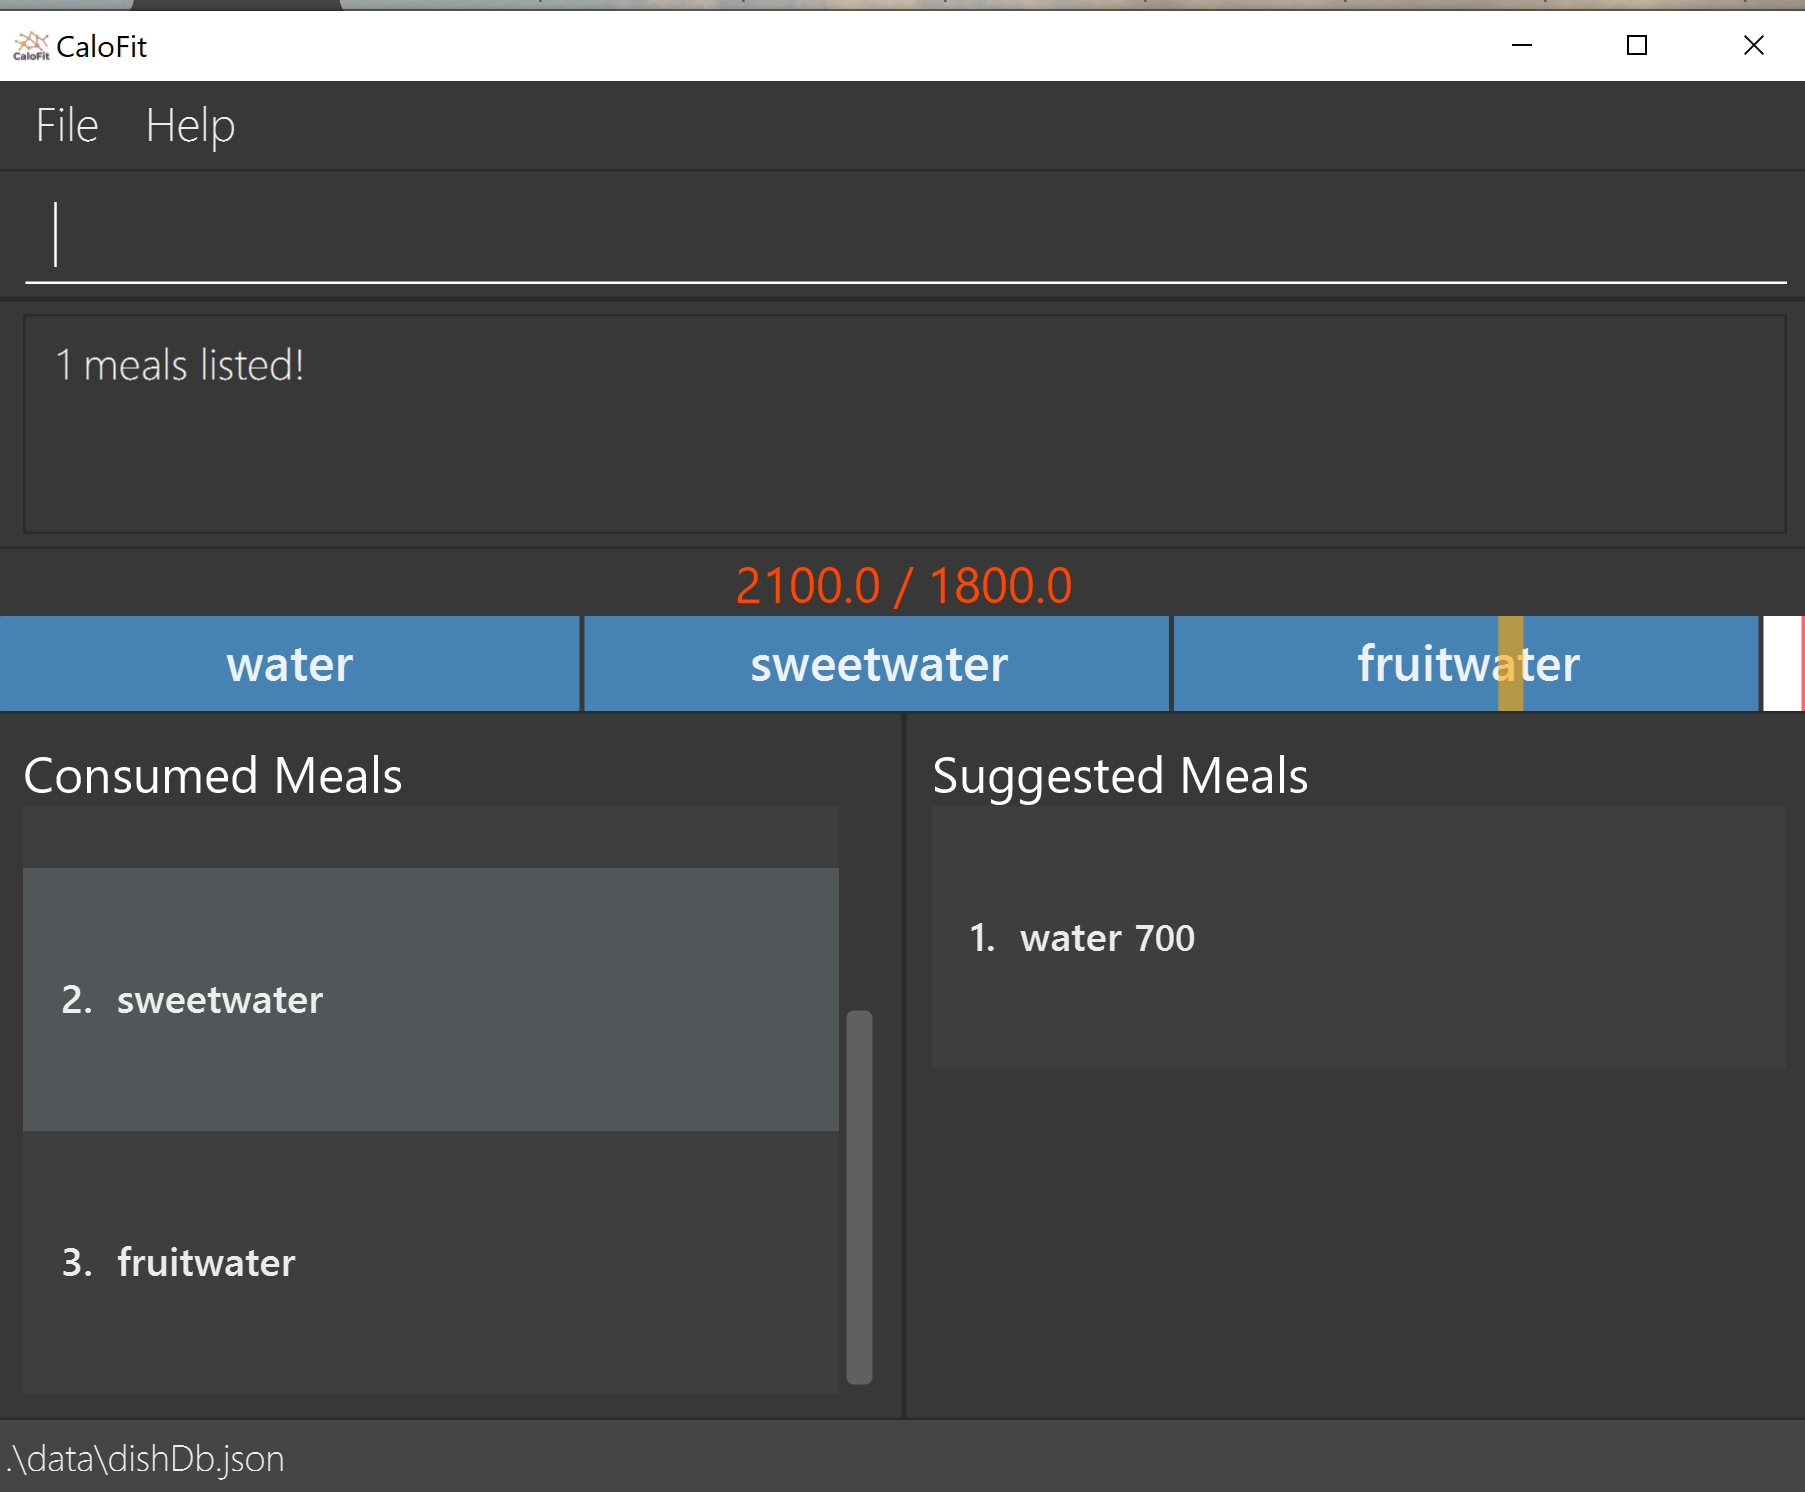 CaloFit CaloFit
File Help
1 meals listed!
2100.0 / 1800.0
water sweetwater fruitwater
Consumed Meals
2. sweetwater
3. fruitwater
Suggested Meals
1. water 700
.\data\dishDb.json